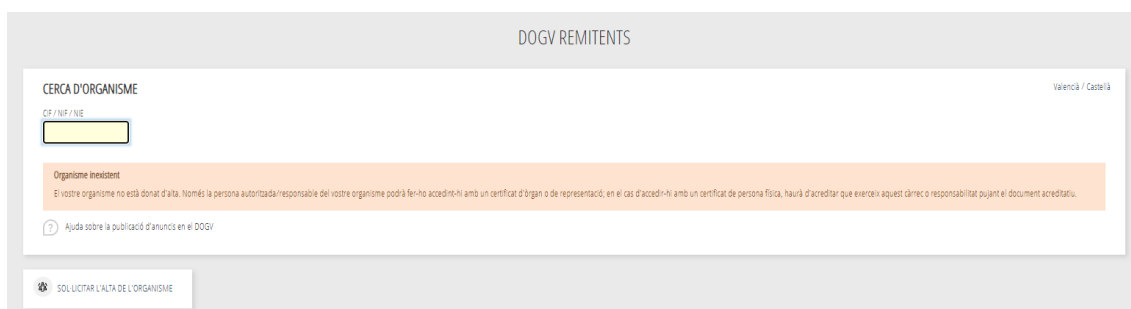 DOGV REMITENTS
CERCA D'ORGANISME
Valencià / Castellà
CIF / NIF / NIE
Organisme inexistent
El vostre organisme no està donat d'alta. Només la persona autoritzada/responsable del vostre organisme podrà fer-ho accedint-hi amb un certificat d'òrgan o de representació; en el cas d'accedir-hi amb un certificat de persona física, haurà d'acreditar que exerceix aquest càrrec o responsabilitat pujant el document acreditatiu.
? Ajuda sobre la publicació d'anuncis en el DOGV
SOL·LICITAR L'ALTA DE L'ORGANISME